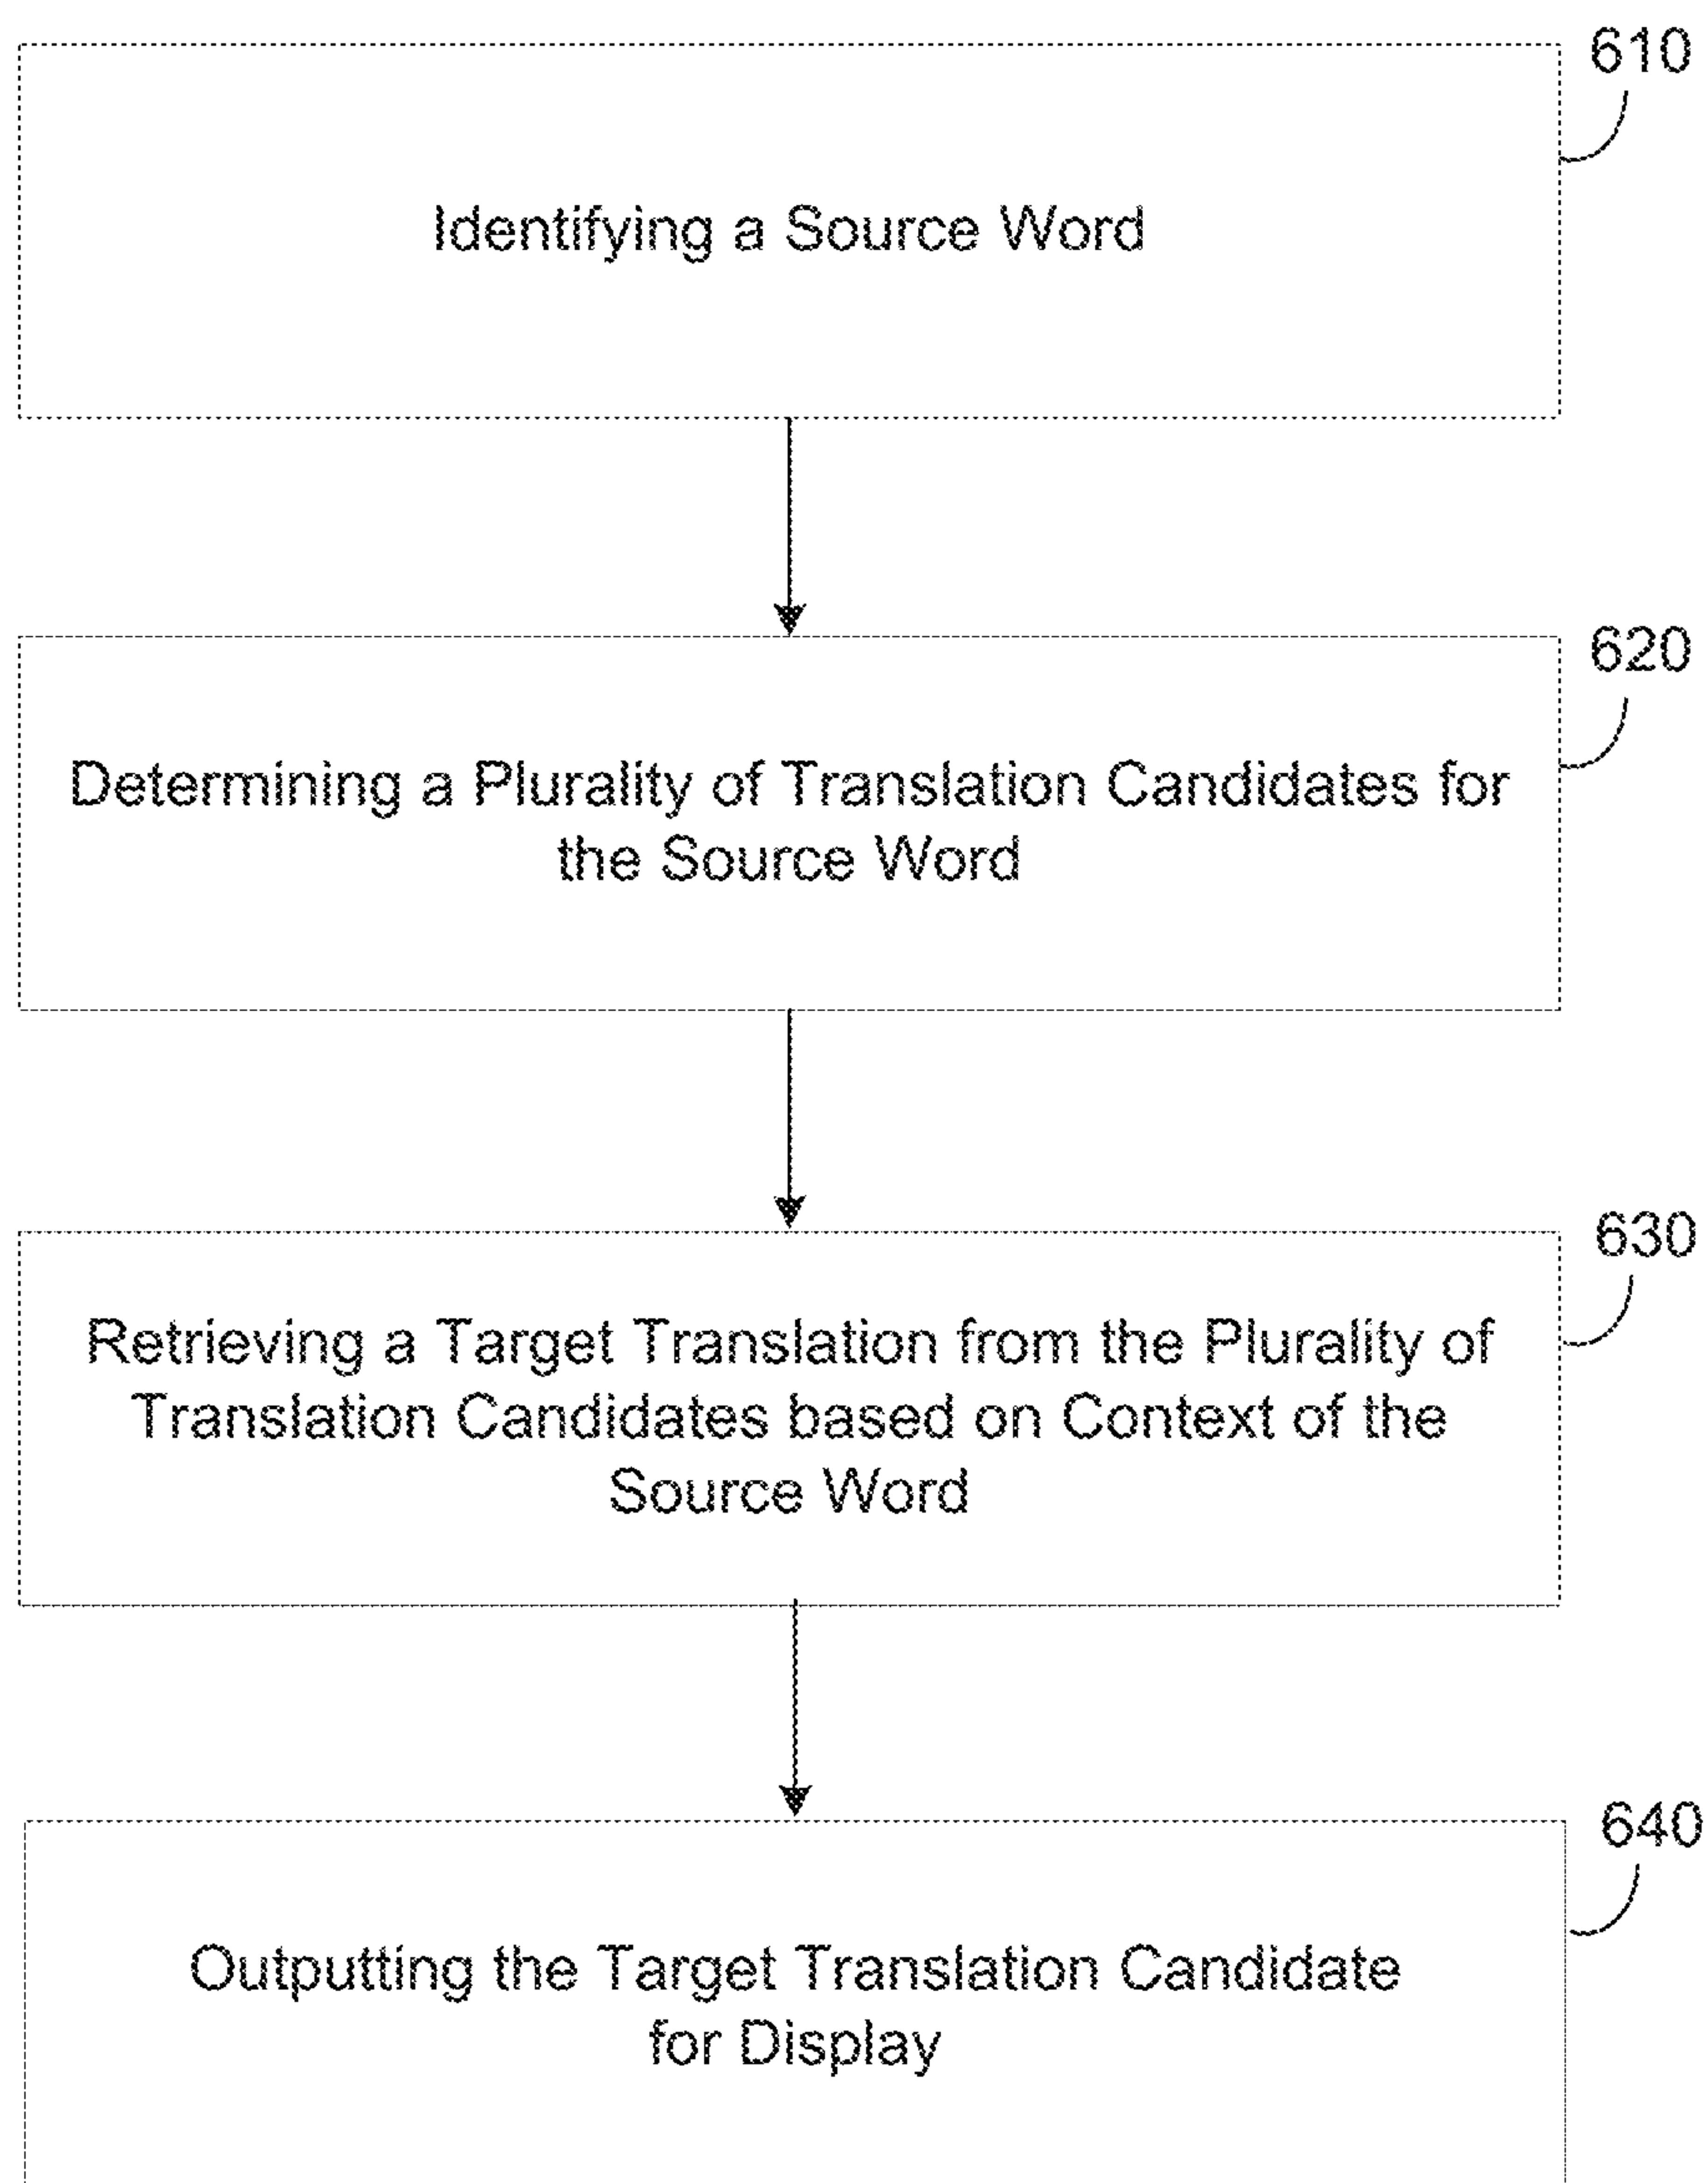 610
Identifying a Source Word
620
Determining a Plurality of Translation Candidates for
the Source Word
630
Retrieving a Target Translation from the Plurality of
Translation Candidates based on Context of the
Source Word
640
Outputting the Target Translation Candidate
for Display